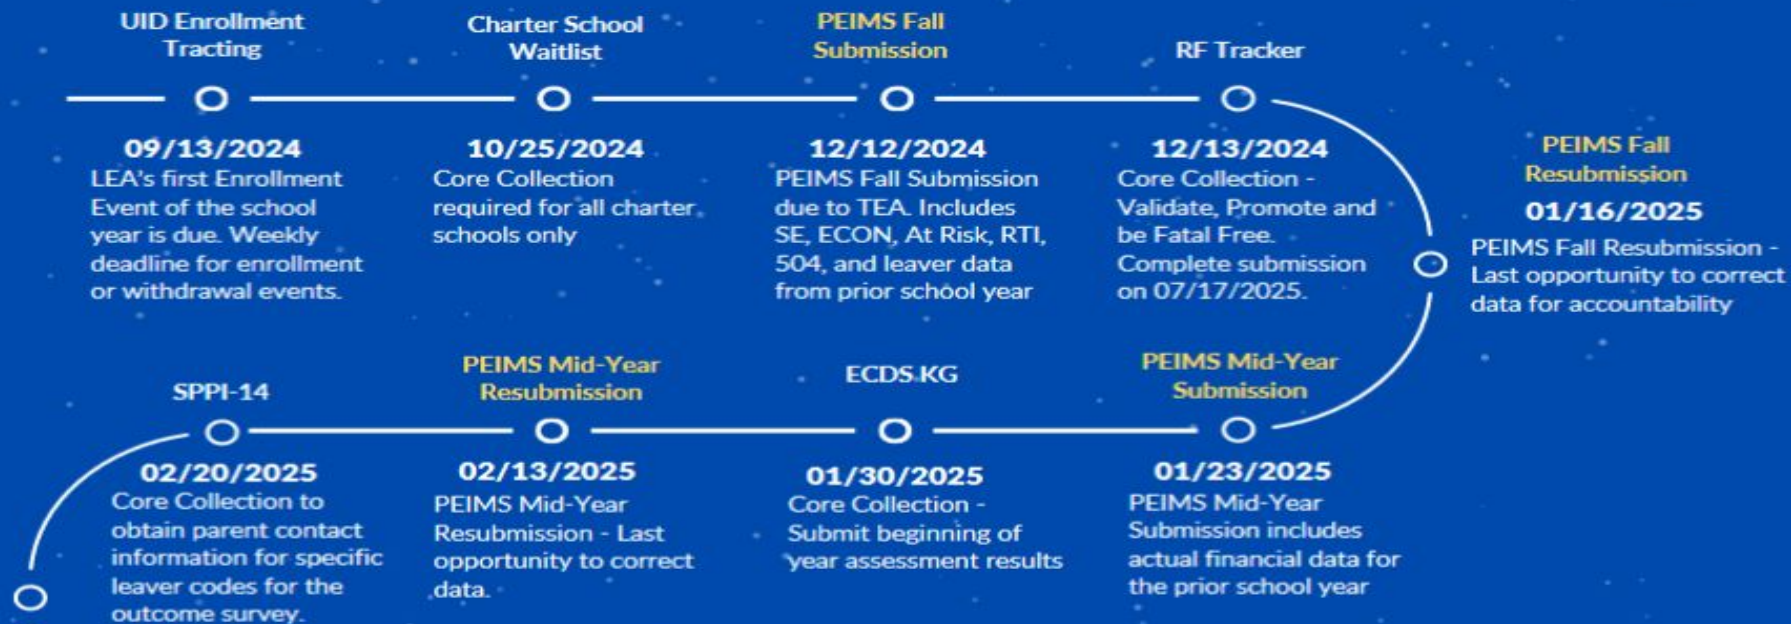 UID Enrollment
Tracting
09/13/2024
LEA's first Enrollment
Event of the school
year is due. Weekly
deadline for enrollment
or withdrawal events.
Charter School
Waitlist
10/25/2024
Core Collection
required for all charter
schools only
PEIMS Fall
Submission
12/12/2024
PEIMS Fall Submission
due to TEA. Includes
SE, ECON, At Risk, RTI,
504, and leaver data
from prior school year
RF Tracker
12/13/2024
Core Collection -
Validate, Promote and
be Fatal Free.
Complete submission
on 07/17/2025.
PEIMS Fall
Resubmission
01/16/2025
PEIMS Fall Resubmission -
Last opportunity to correct
data for accountability
PEIMS Mid-Year
Submission
01/23/2025
PEIMS Mid-Year
Submission includes
actual financial data for
the prior school year
ECDS KG
01/30/2025
Core Collection -
Submit beginning of
year assessment results
PEIMS Mid-Year
Resubmission
02/13/2025
PEIMS Mid-Year
Resubmission - Last
opportunity to correct
data.
SPPI-14
02/20/2025
Core Collection to
obtain parent contact
information for specific
leaver codes for the
outcome survey.